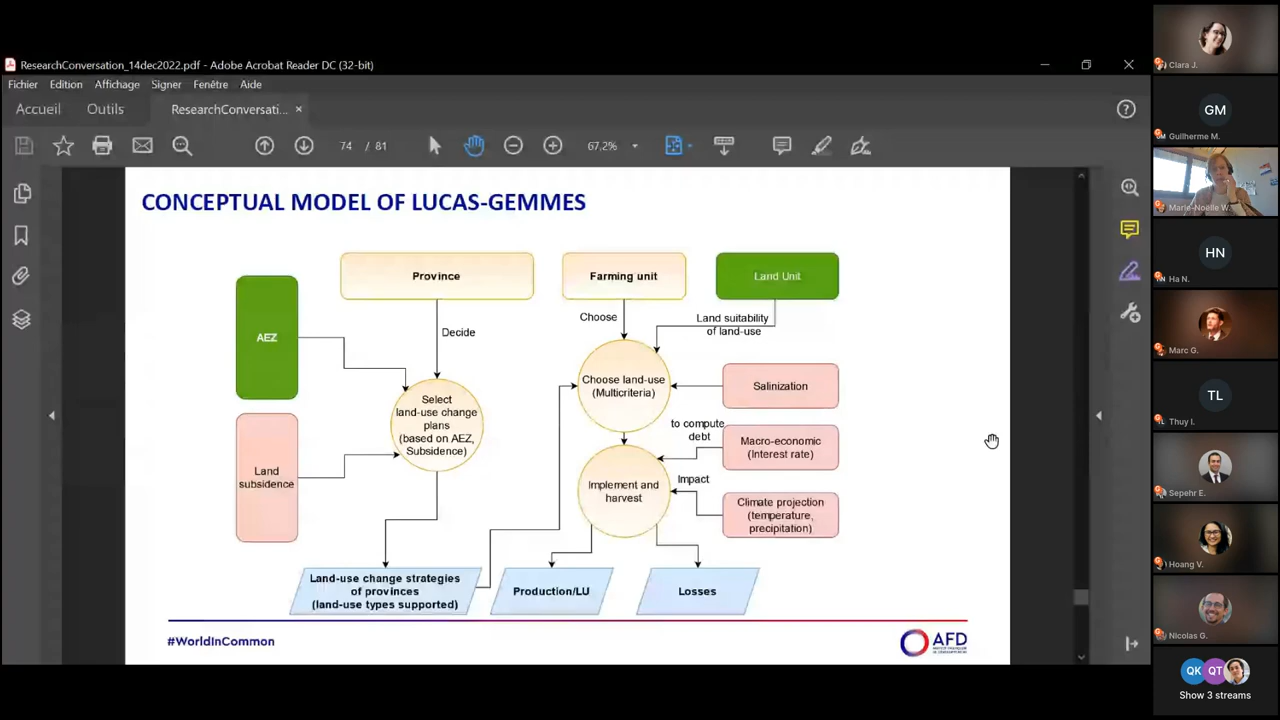 ResearchConversation_14dec2022.pdf - Adobe Acrobat Reader DC (32-bit)
Fichier Edition Affichage Signer Fenêtre Aide
Accueil Outils ResearchConversati... ×
74 / 81 67,2%
CONCEPTUAL MODEL OF LUCAS-GEMMES
Province
Farming unit
Land Unit
AEZ
Decide
Choose
Land suitability
of land-use
Select
land-use change
plans
(based on AEZ,
Subsidence)
Choose land-use
(Multicriteria)
Salinization
to compute
debt
Macro-economic
(Interest rate)
Land
subsidence
Implement and
harvest
Impact
Climate projection
(temperature,
precipitation)
Land-use change strategies
of provinces
(land-use types supported)
Production/LU
Losses
#WorldInCommon
AFD
Clara J.
GM
Guilherme M.
Marie-Noëlle W.
HN
Ha N.
Marc G.
TL
Thuy l.
Sepehr E.
Hoang V.
Nicolas G.
QK QT
Show 3 streams